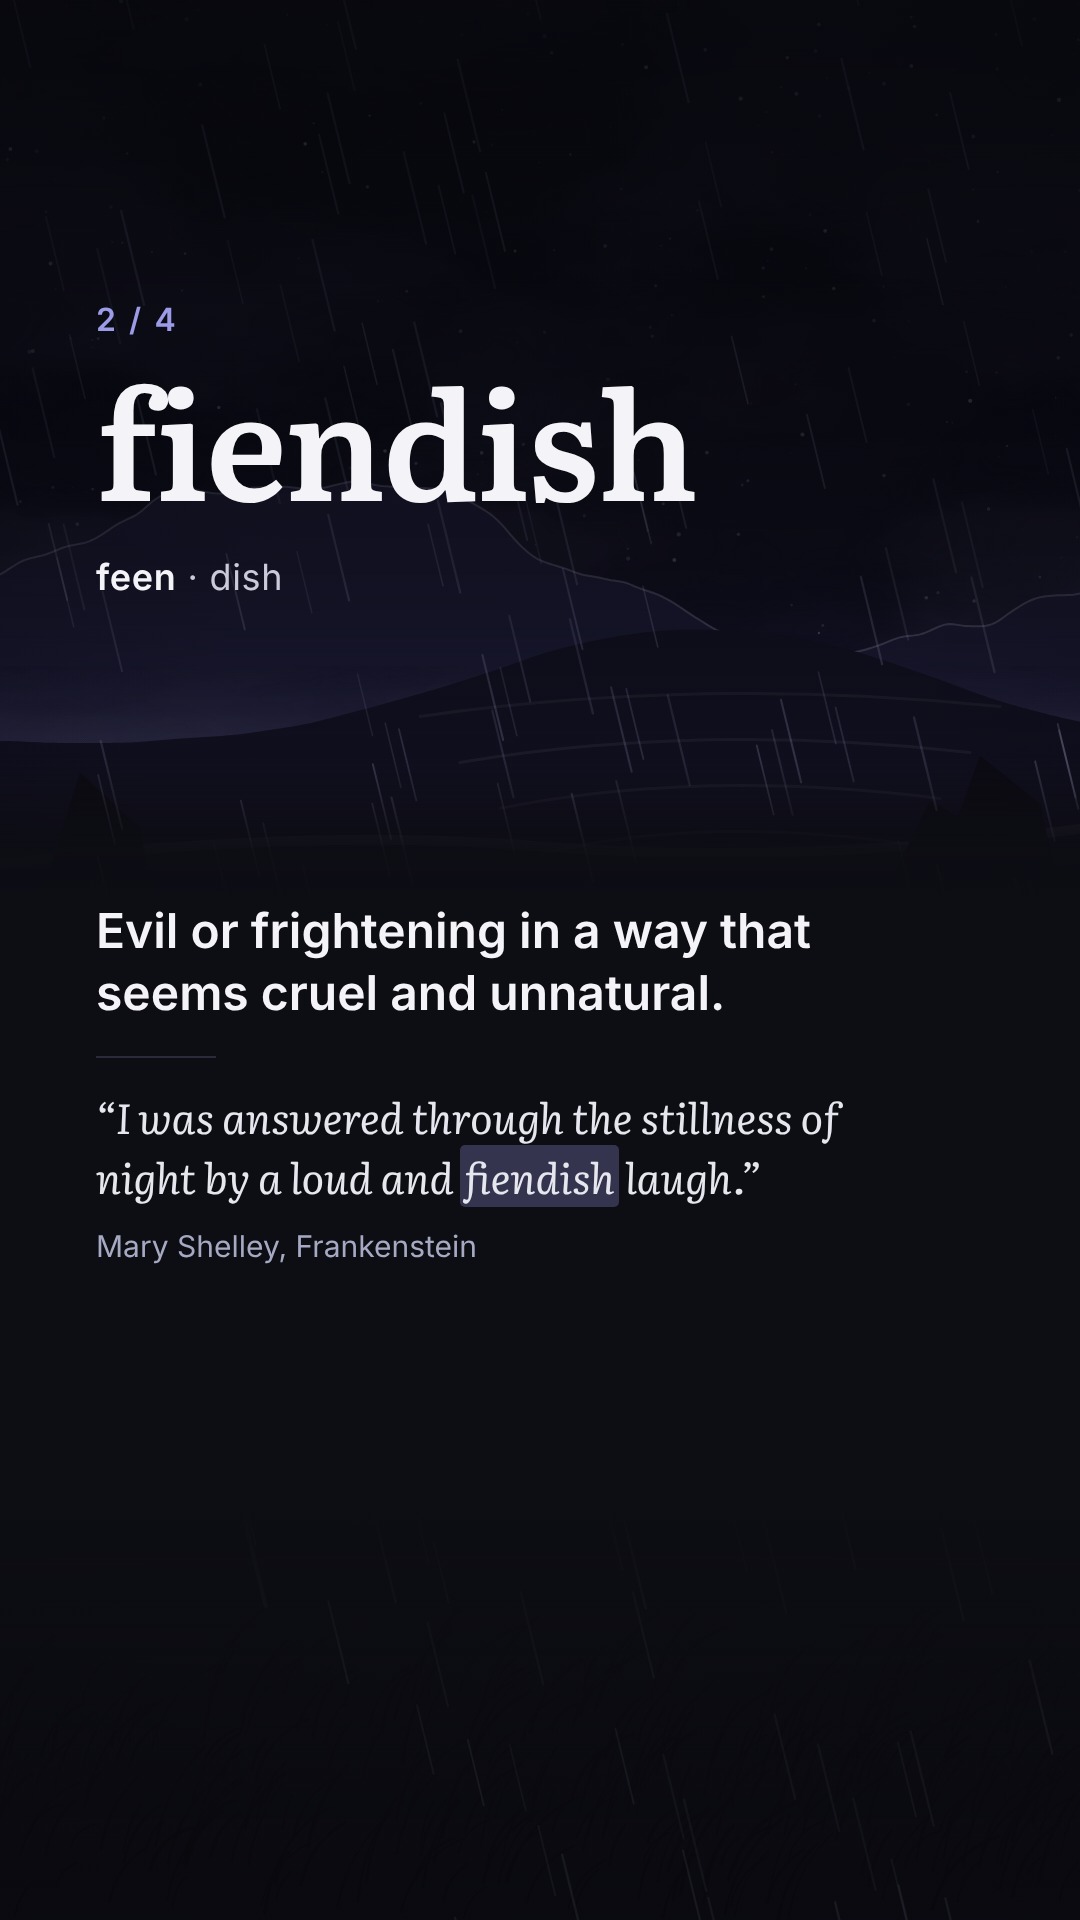 2 / 4
fiendish
feen · dish
Evil or frightening in a way that
seems cruel and unnatural.
“I was answered through the stillness of
night by a loud and fiendish laugh.”
Mary Shelley, Frankenstein